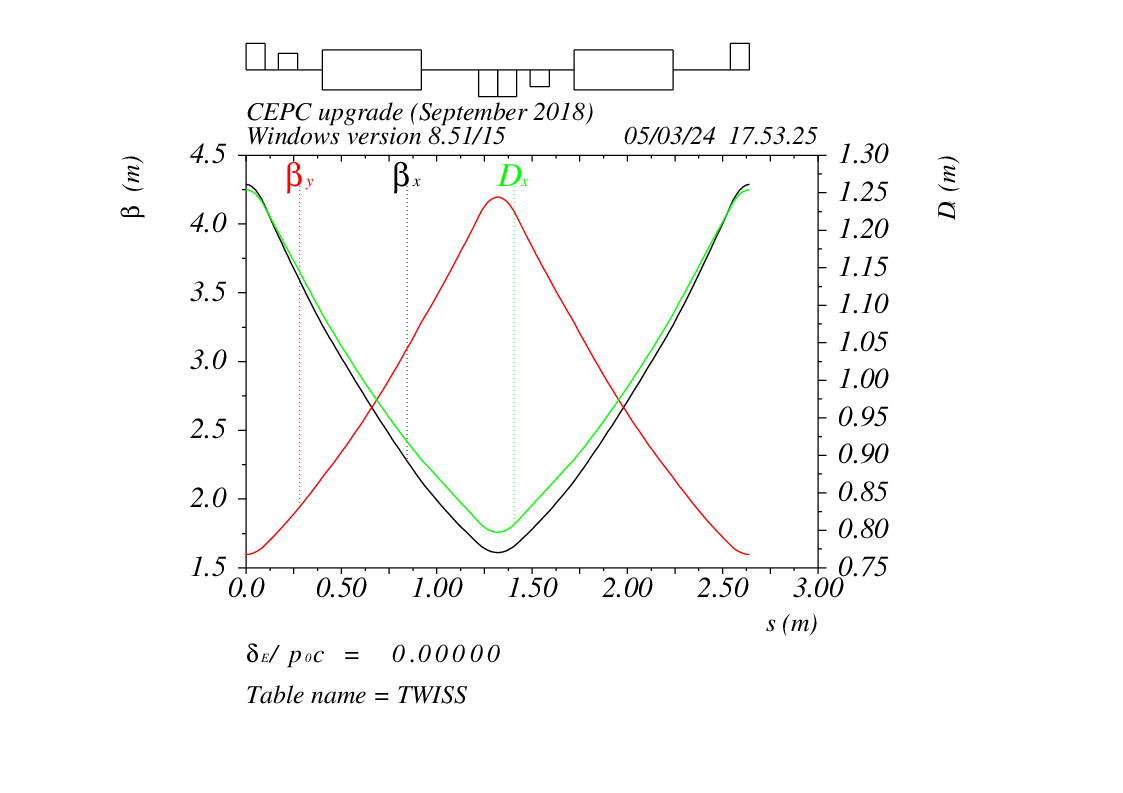 CEPC upgrade (September 2018)
Windows version 8.51/15 05/03/24 17.53.25
β (m)
4.5
4.0
3.5
3.0
2.5
2.0
1.5
βy βx Dx
1.30
1.25
1.20
1.15
1.10
1.05
1.00
0.95
0.90
0.85
0.80
0.75
Dx (m)
0.0 0.50 1.00 1.50 2.00 2.50 3.00
s (m)
δE/ p0c = 0.00000
Table name = TWISS